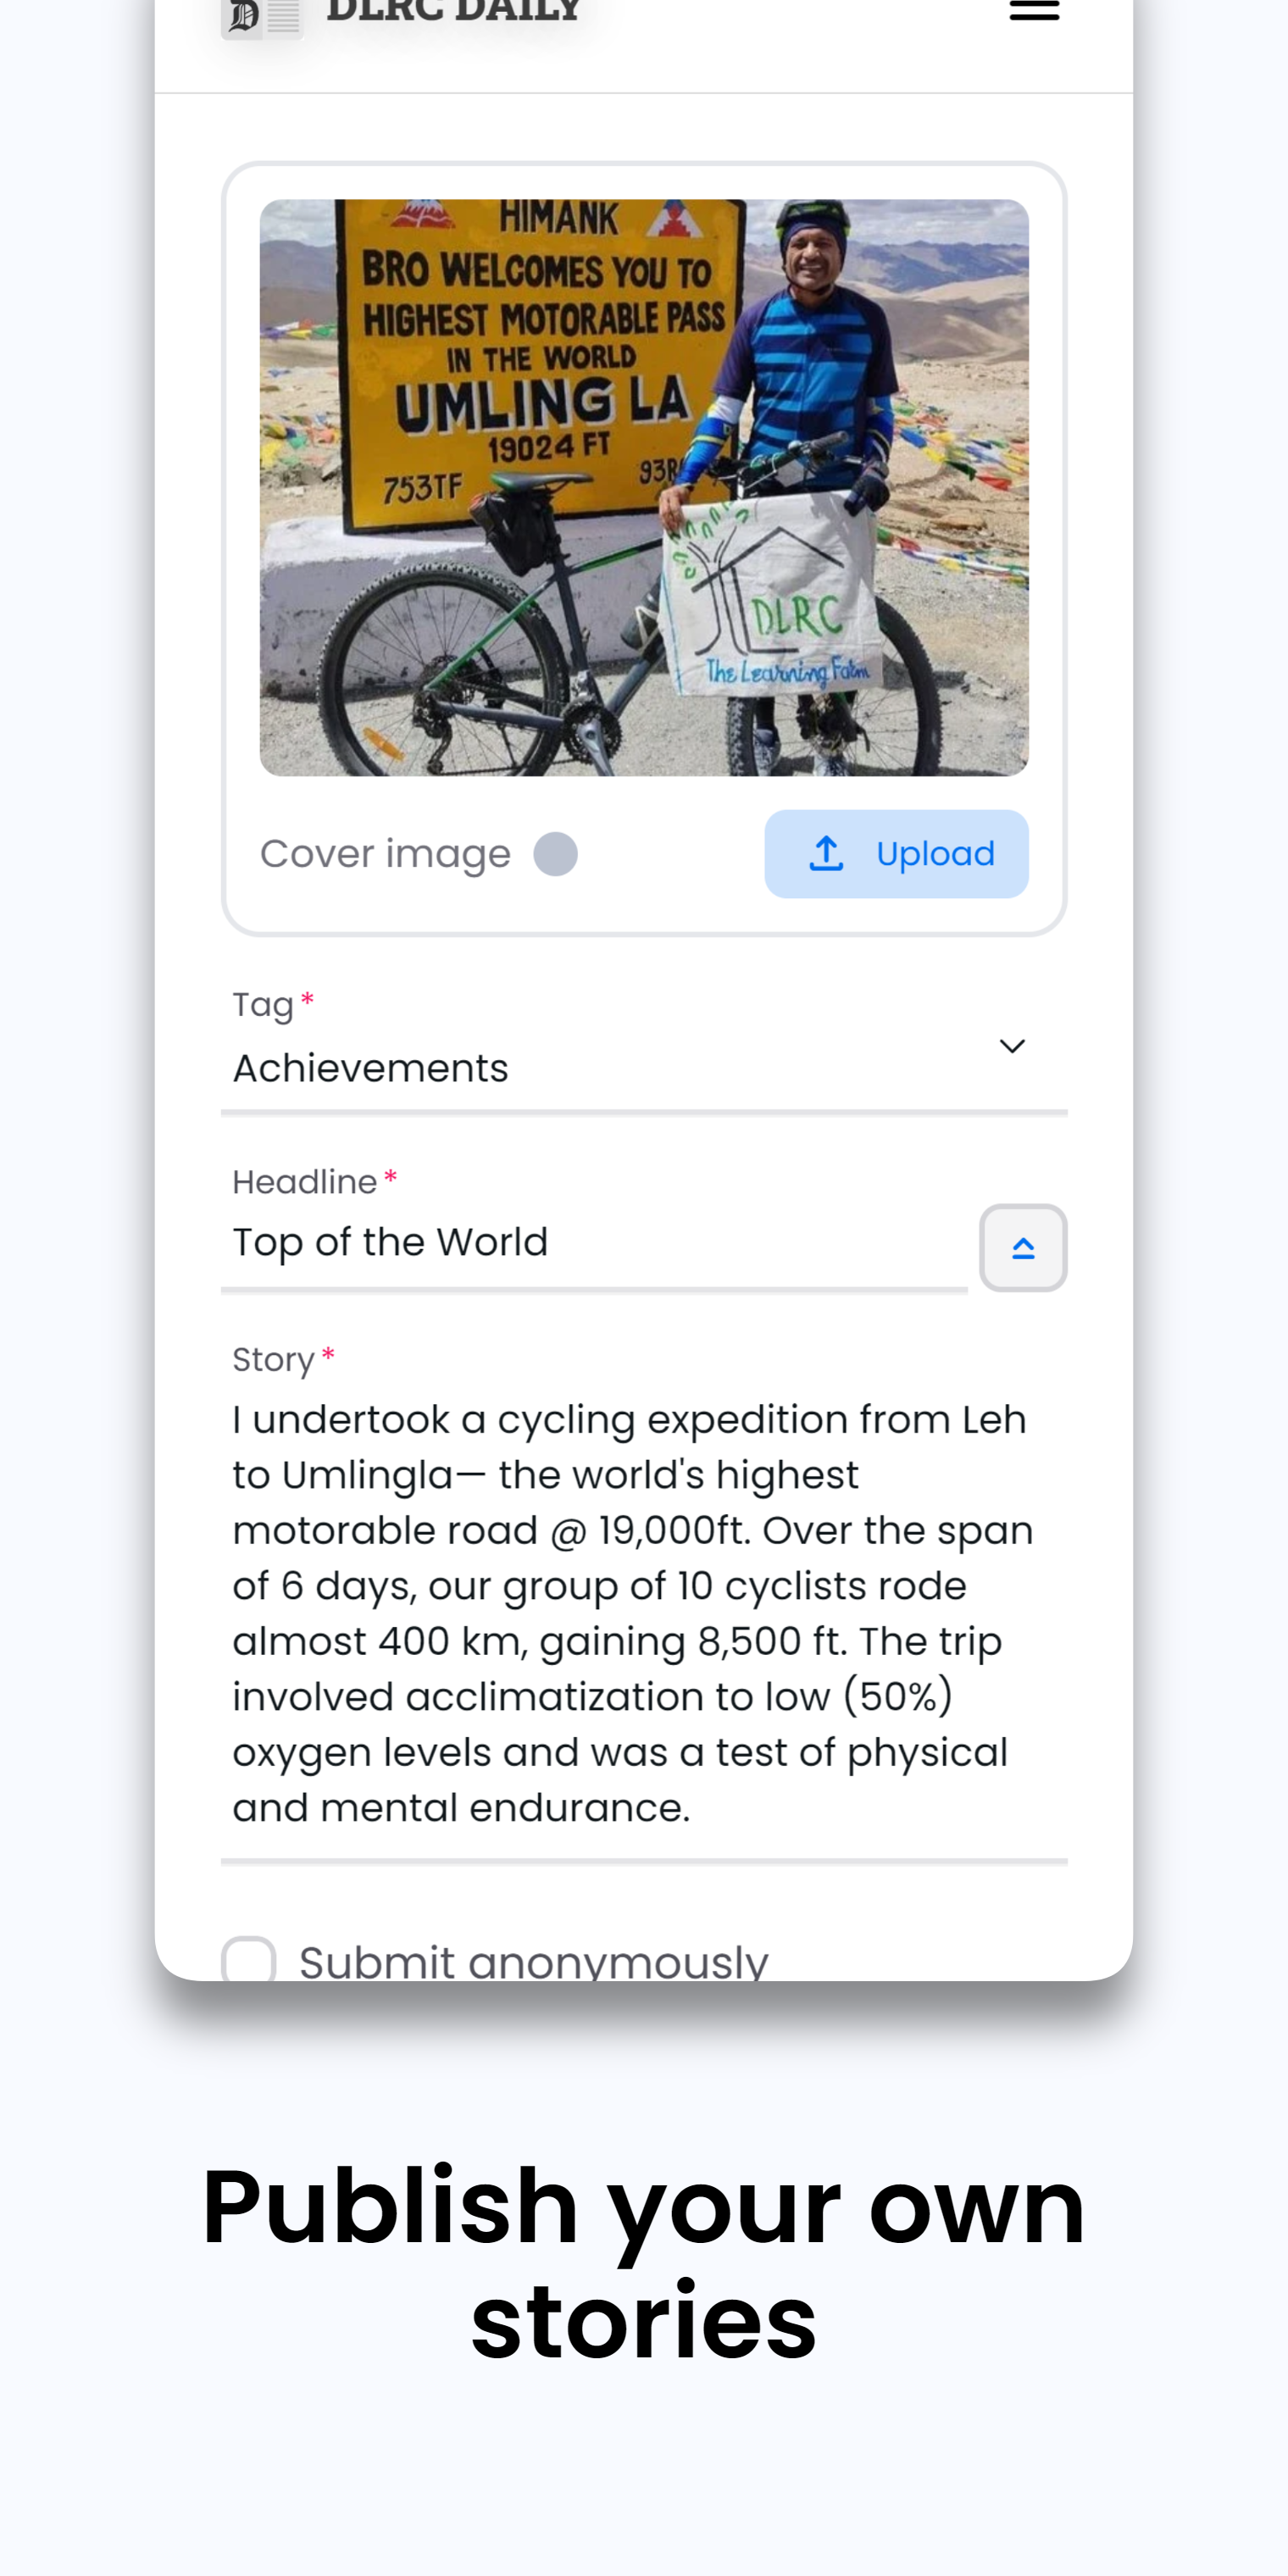 DLRC DAILY
HIMANK
BRO WELCOMES YOU TO
HIGHEST MOTORABLE PASS
IN THE WORLD
UMLING LA
19024 FT
753TF
DLRC
The Learning Farm
Cover image
Upload
Tag*
Achievements
Headline*
Top of the World
Story*
I undertook a cycling expedition from Leh
to Umlingla— the world's highest
motorable road @ 19,000ft. Over the span
of 6 days, our group of 10 cyclists rode
almost 400 km, gaining 8,500 ft. The trip
involved acclimatization to low (50%)
oxygen levels and was a test of physical
and mental endurance.
Submit anonymously
Publish your own
stories